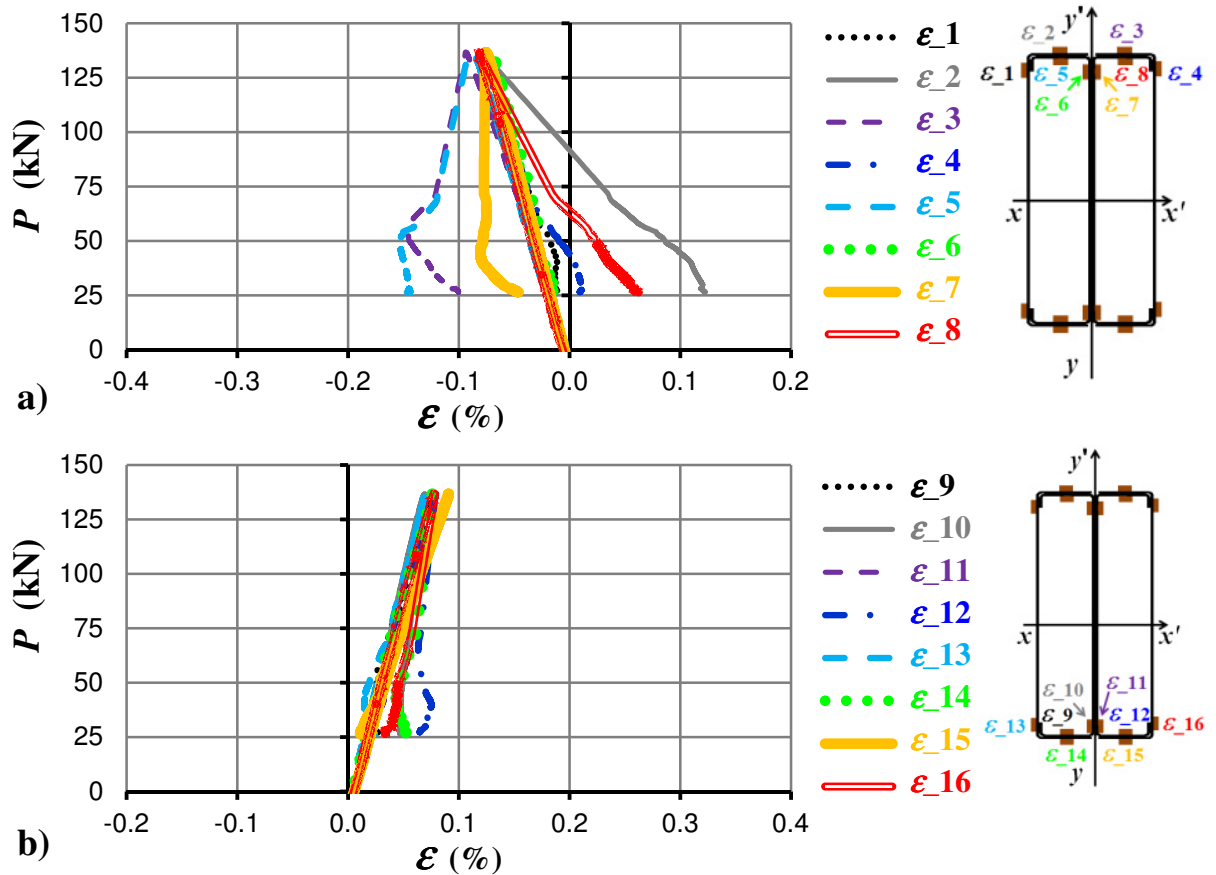 a)
P (kN)
150
125
100
75
50
25
0
-0.4 -0.3 -0.2 -0.1 0.0 0.1 0.2
ε (%)
ε_1
ε_2
ε_3
ε_4
ε_5
ε_6
ε_7
ε_8
y'
ε_2 ε_3
ε_1 ε_5 ε_8 ε_4
ε_6 ε_7
x x'
y
b)
P (kN)
150
125
100
75
50
25
0
-0.2 -0.1 0.0 0.1 0.2 0.3 0.4
ε (%)
ε_9
ε_10
ε_11
ε_12
ε_13
ε_14
ε_15
ε_16
y'
x x'
ε_10 ε_11
ε_13 ε_9 ε_12 ε_16
ε_14 ε_15
y